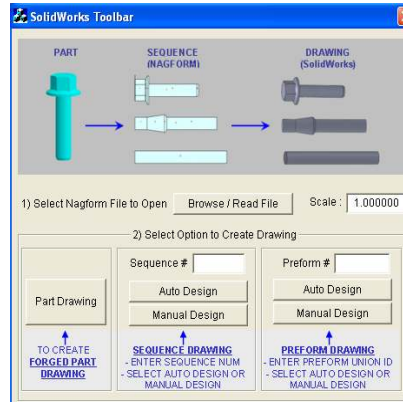 SolidWorks Toolbar
PART
SEQUENCE
(NAGFORM)
DRAWING
(SolidWorks)
1) Select Nagform File to Open
Browse / Read File
Scale :
1.000000
2) Select Option to Create Drawing
Part Drawing
TO CREATE
FORGED PART
DRAWING
Sequence #
Auto Design
Manual Design
SEQUENCE DRAWING
- ENTER SEQUENCE NUM
- SELECT AUTO DESIGN OR
MANUAL DESIGN
Preform #
Auto Design
Manual Design
PREFORM DRAWING
- ENTER PREFORM UNION ID
- SELECT AUTO DESIGN OR
MANUAL DESIGN